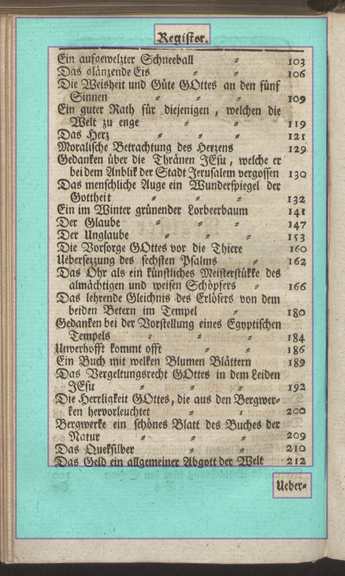 Register.
Ein aufgewelzter Schneeball 103
Das glänzende Eis 106
Die Weisheit und Güte GOttes an den fünf
Sinnen 109
Ein guter Rath für diejenigen, welchen die
Welt zu enge 119
Das Herz 121
Moralische Betrachtung des Herzens 129
Gedanken über die Thränen JEsu, welche er
bei dem Anblik der Stadt Jerusalem vergossen 130
Das menschliche Auge ein Wunderspiegel der
Gottheit 132
Ein im Winter grünender Lorbeerbaum 141
Der Glaube 147
Der Unglaube 153
Die Vorsorge GOttes vor die Thiere 160
Uebersezzung des sechsten Psalms 162
Das Ohr als ein künstliches Meisterstükke des
almächtigen und weisen Schöpfers 166
Das lehrende Gleichnis des Erlösers von dem
beiden Betern im Tempel 180
Gedanken bei der Vorstellung eines Egyptischen
Tempels 184
Unverhofft kommt offt 186
Ein Buch mit welken Blumen Blättern 189
Das Vergeltungsrecht GOttes in dem Leiden
JEsu 192
Die Herrligkeit GOttes, die aus den Bergwer-
ken hervorleuchtet 200
Bergwerke ein schönes Blatt des Buches der
Natur 209
Das Queksilber 210
Das Geld ein allgemeiner Abgott der Welt 212
Ueber-